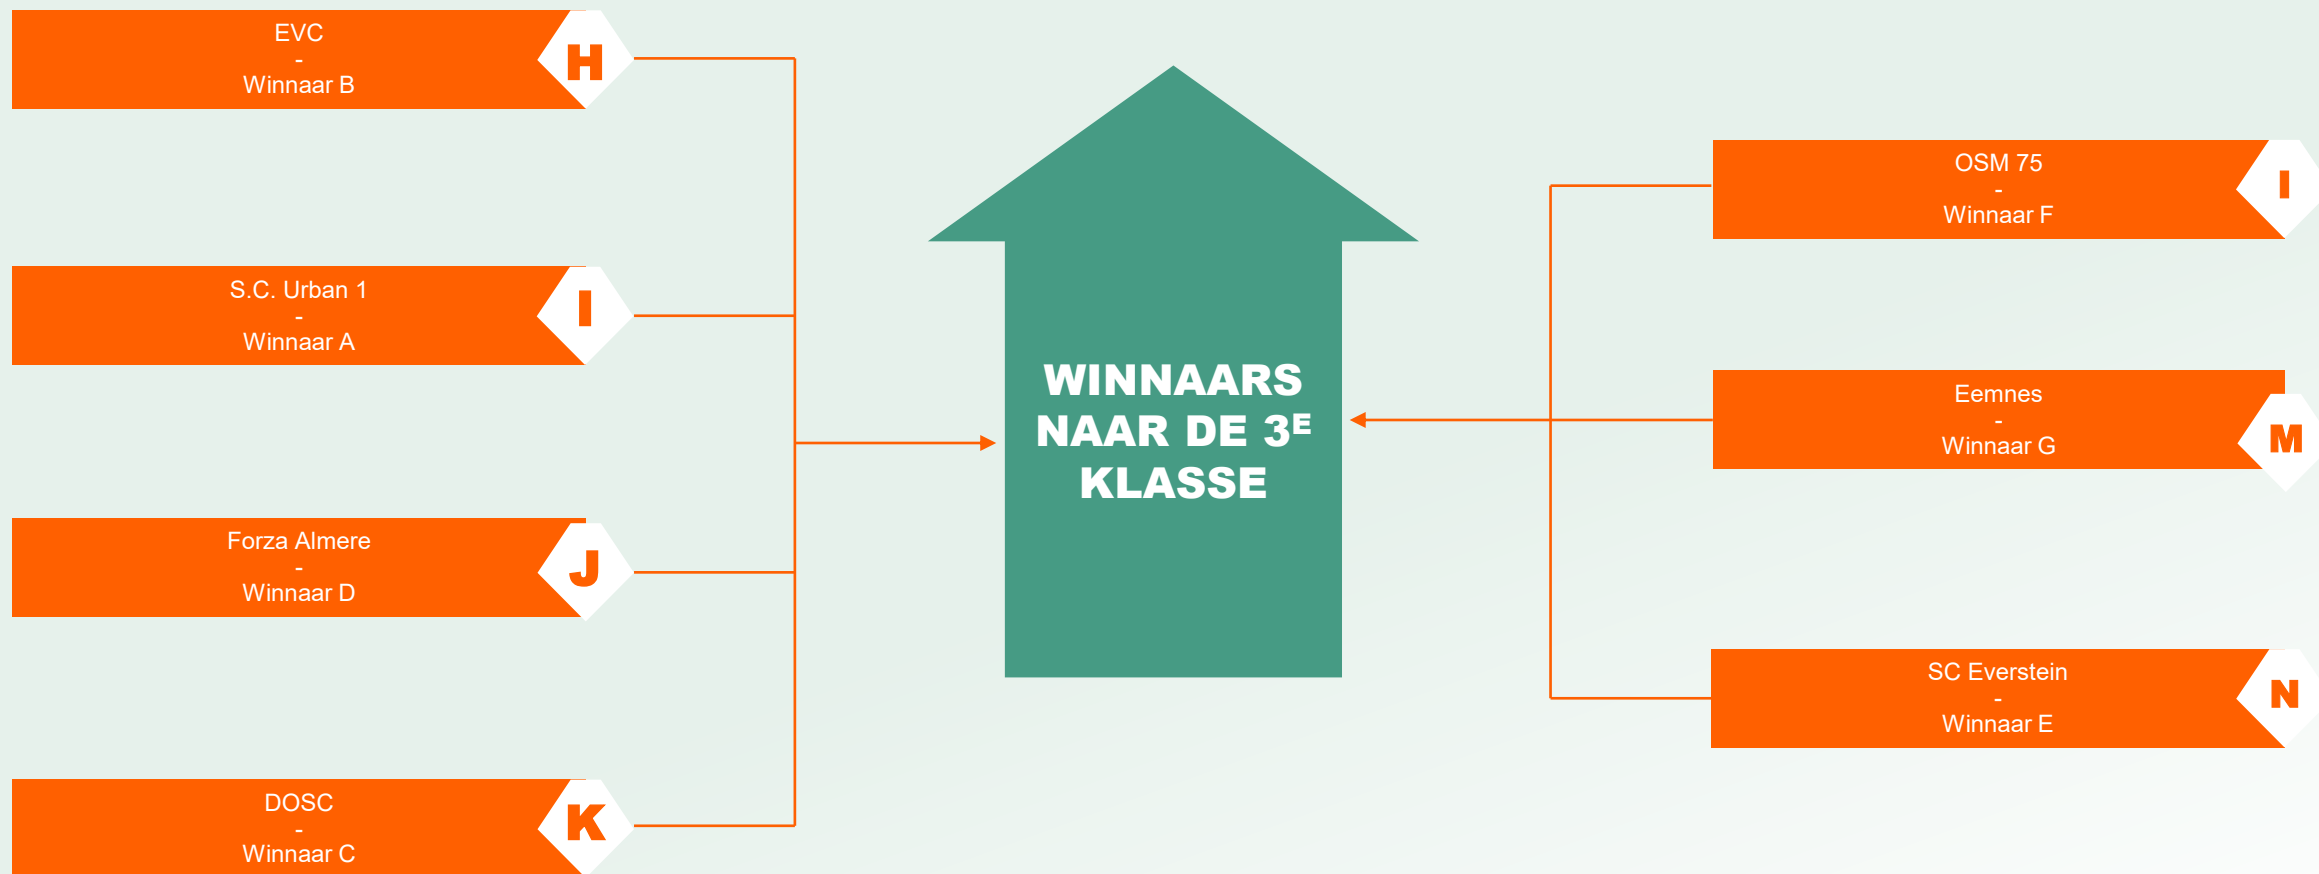 EVC
-
Winnaar B
H
S.C. Urban 1
-
Winnaar A
I
Forza Almere
-
Winnaar D
J
DOSC
-
Winnaar C
K
WINNAARS
NAAR DE 3E
KLASSE
OSM 75
-
Winnaar F
I
Eemnes
-
Winnaar G
M
SC Everstein
-
Winnaar E
N